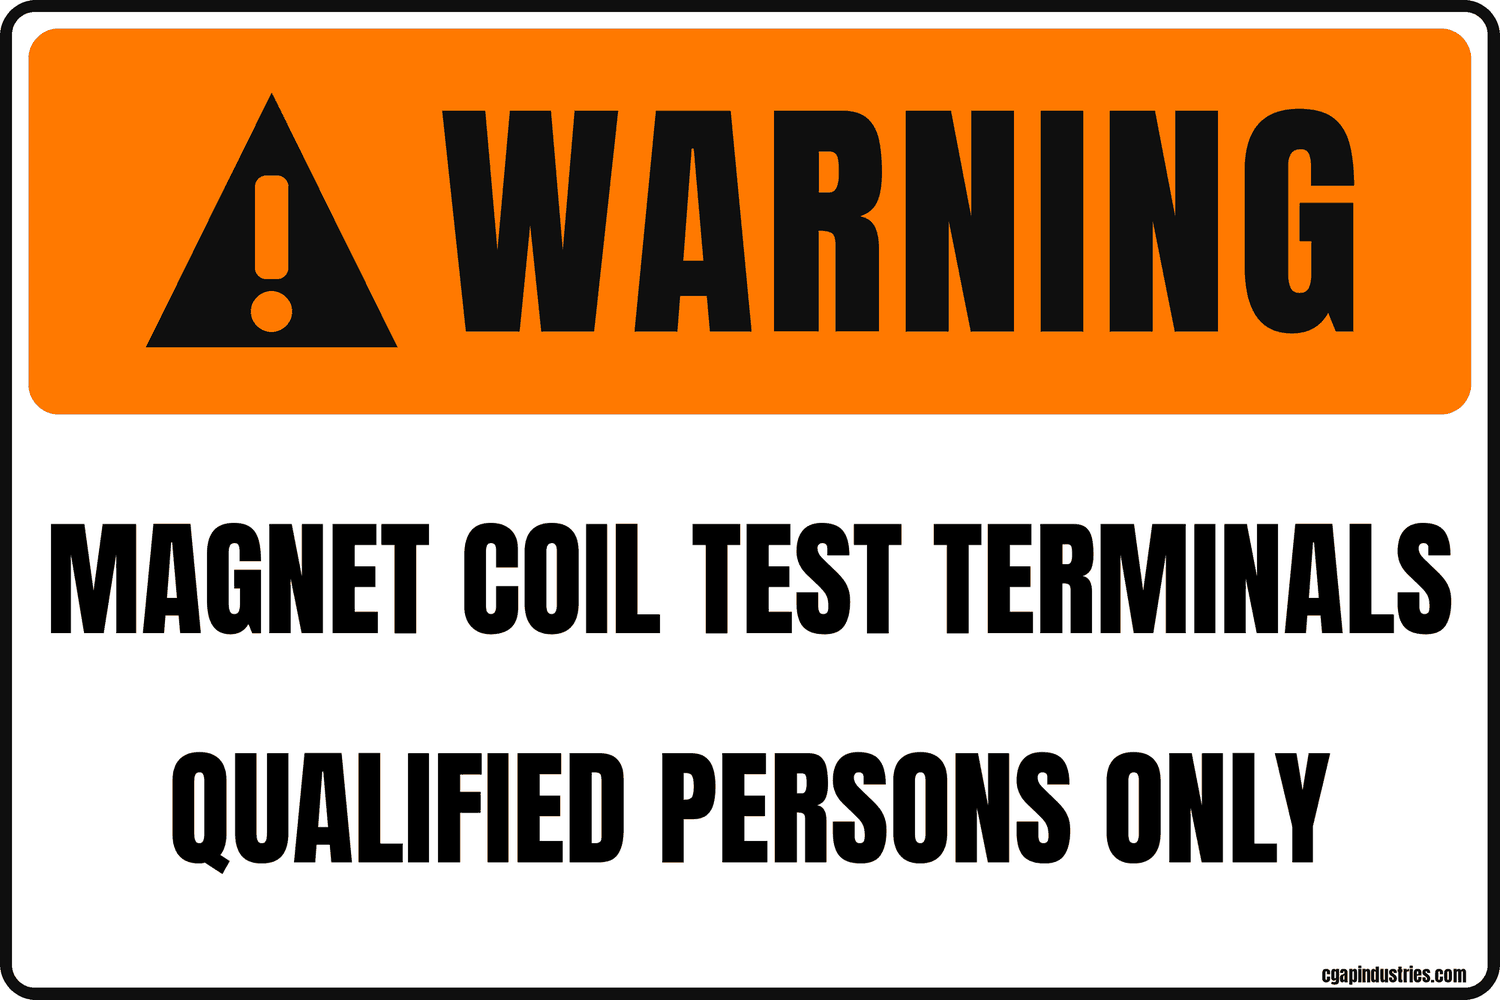 WARNING
MAGNET COIL TEST TERMINALS
QUALIFIED PERSONS ONLY
cgapindustries.com